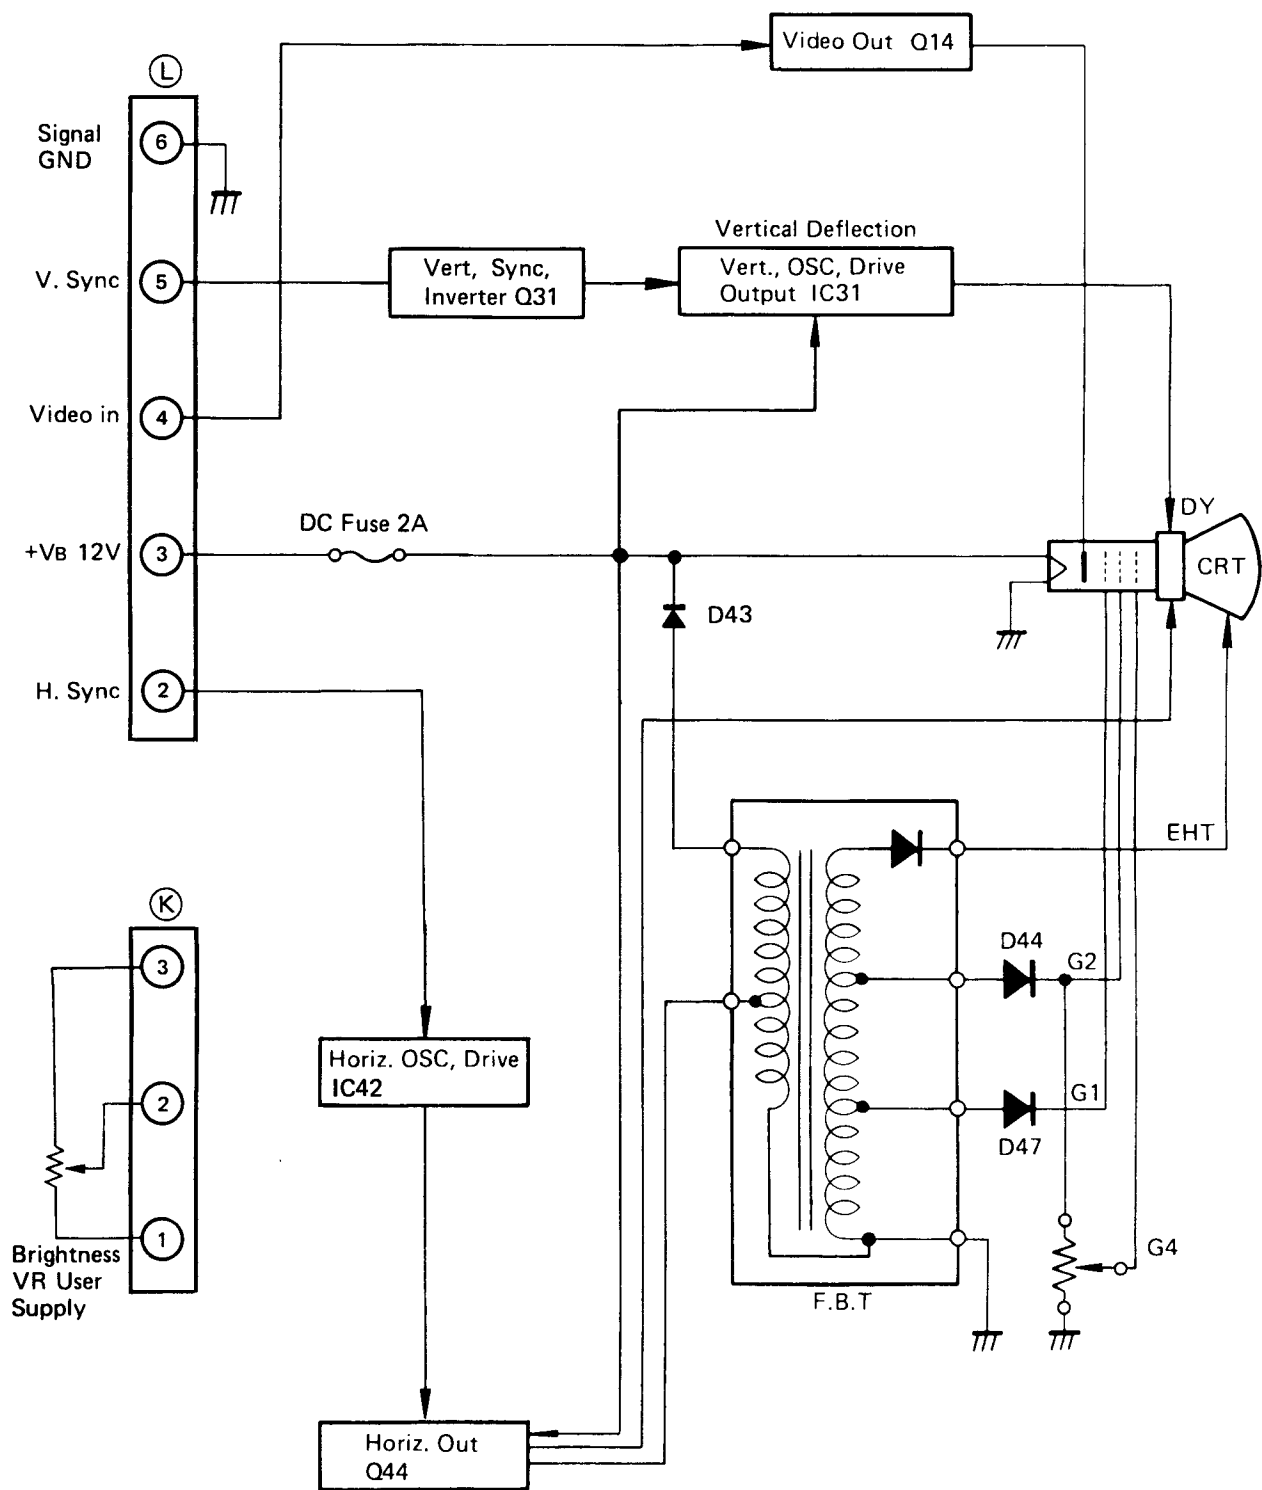 Video Out Q14
L
Signal
GND
6
Vertical Deflection
V. Sync
5
Vert, Sync,
Inverter Q31
Vert., OSC, Drive
Output IC31
Video in
4
DC Fuse 2A
DY
+VB 12V
3
CRT
D43
H. Sync
2
EHT
K
D44
G2
3
Horiz. OSC, Drive
IC42
G1
2
D47
1
Brightness
VR User
Supply
G4
F.B.T
Horiz. Out
Q44